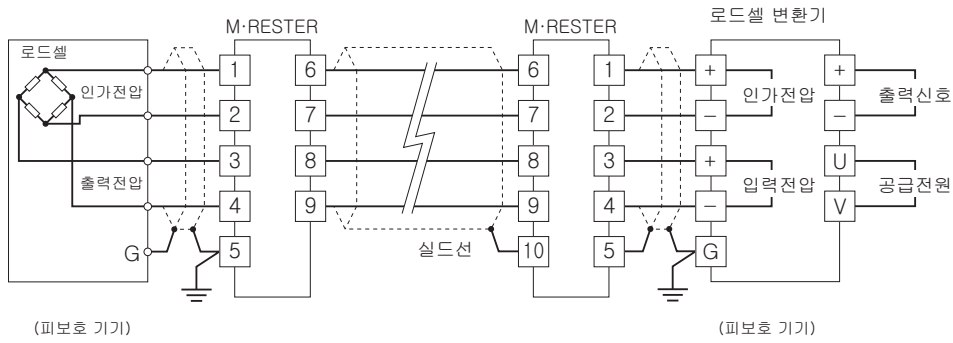 로드셀 변환기
M·RESTER
M·RESTER
로드셀
인가전압
출력전압
G
1
2
3
4
5
6
7
8
9
실드선
6
7
8
9
10
1
2
3
4
5
+
−
+
−
G
인가전압
입력전압
+
−
U
V
출력신호
공급전원
(피보호 기기)
(피보호 기기)